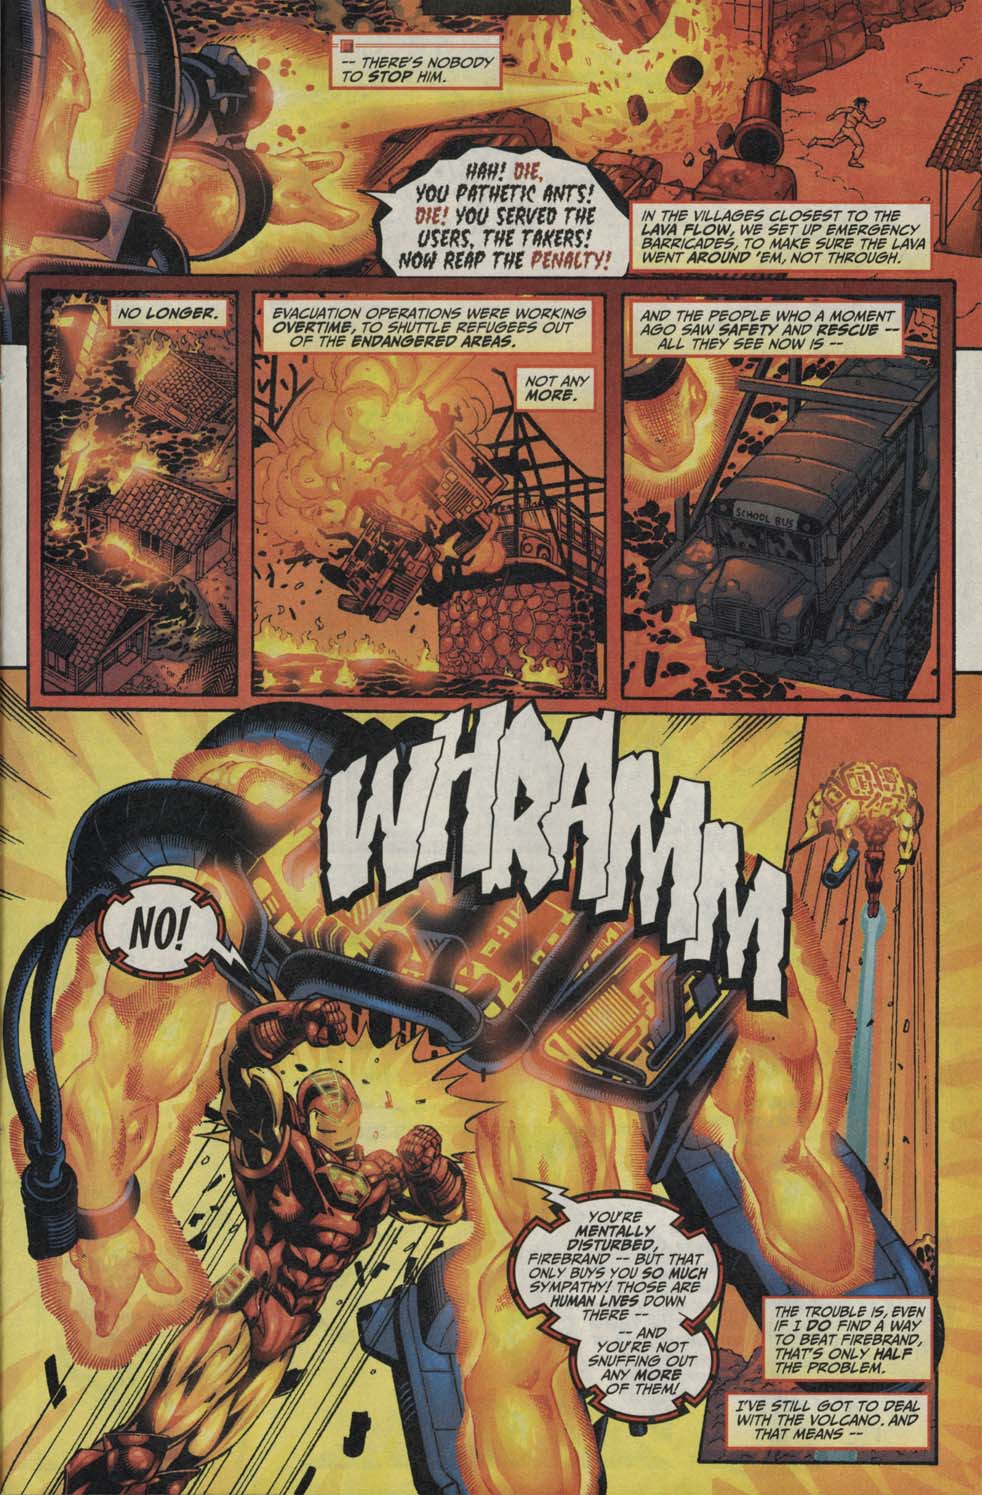 -- THERE'S NOBODY
TO STOP HIM.
HAH! DIE,
YOU PATHETIC ANTS!
DIE! YOU SERVED THE
USERS, THE TAKERS!
NOW REAP THE PENALTY!
IN THE VILLAGES CLOSEST TO THE
LAVA FLOW, WE SET UP EMERGENCY
BARRICADES, TO MAKE SURE THE LAVA
WENT AROUND 'EM, NOT THROUGH.
NO LONGER.
EVACUATION OPERATIONS WERE WORKING
OVERTIME, TO SHUTTLE REFUGEES OUT
OF THE ENDANGERED AREAS.
NOT ANY
MORE.
AND THE PEOPLE WHO A MOMENT
AGO SAW SAFETY AND RESCUE --
ALL THEY SEE NOW IS --
SCHOOL BUS
WHRAMMM
NO!
YOU'RE
MENTALLY
DISTURBED,
FIREBRAND -- BUT THAT
ONLY BUYS YOU SO MUCH
SYMPATHY! THOSE ARE
HUMAN LIVES DOWN
THERE --
-- AND
YOU'RE NOT
SNUFFING OUT
ANY MORE
OF THEM!
THE TROUBLE IS, EVEN
IF I DO FIND A WAY
TO BEAT FIREBRAND,
THAT'S ONLY HALF
THE PROBLEM.
I'VE STILL GOT TO DEAL
WITH THE VOLCANO. AND
THAT MEANS --